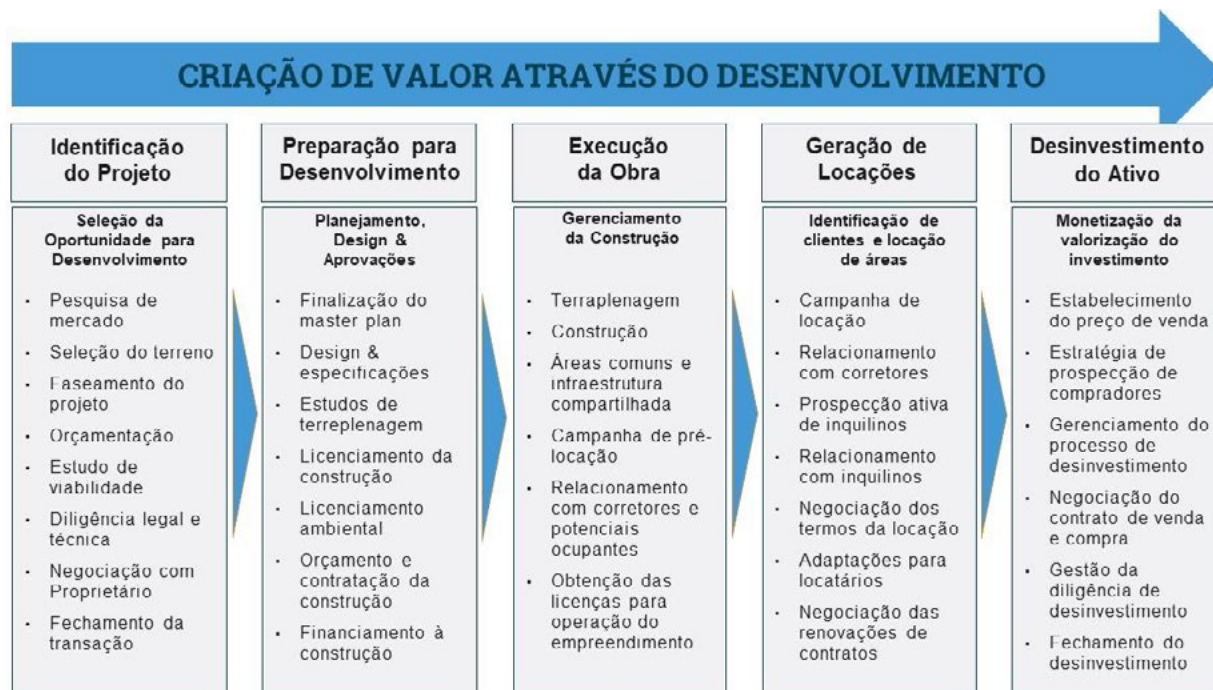 CRIAÇÃO DE VALOR ATRAVÉS DO DESENVOLVIMENTO
Identificação
do Projeto
Seleção da
Oportunidade para
Desenvolvimento
• Pesquisa de
mercado
• Seleção do terreno
• Faseamento do
projeto
• Orçamentação
• Estudo de
viabilidade
• Diligência legal e
técnica
• Negociação com
Proprietário
• Fechamento da
transação
Preparação para
Desenvolvimento
Planejamento,
Design &
Aprovações
• Finalização do
master plan
• Design &
especificações
• Estudos de
terreplenagem
• Licenciamento da
construção
• Licenciamento
ambiental
• Orçamento e
contratação da
construção
• Financiamento à
construção
Execução
da Obra
Gerenciamento
da Construção
• Terraplenagem
• Construção
• Áreas comuns e
infraestrutura
compartilhada
• Campanha de pré-
locação
• Relacionamento
com corretores e
potenciais
ocupantes
• Obtenção das
licenças para
operação do
empreendimento
Geração de
Locações
Identificação de
clientes e locação
de áreas
• Campanha de
locação
• Relacionamento
com corretores
• Prospecção ativa
de inquilinos
• Relacionamento
com inquilinos
• Negociação dos
termos da locação
• Adaptações para
locatários
• Negociação das
renovações de
contratos
Desinvestimento
do Ativo
Monetização da
valorização do
investimento
• Estabelecimento
do preço de venda
• Estratégia de
prospecção de
compradores
• Gerenciamento do
processo de
desinvestimento
• Negociação do
contrato de venda
e compra
• Gestão da
diligência de
desinvestimento
• Fechamento do
desinvestimento